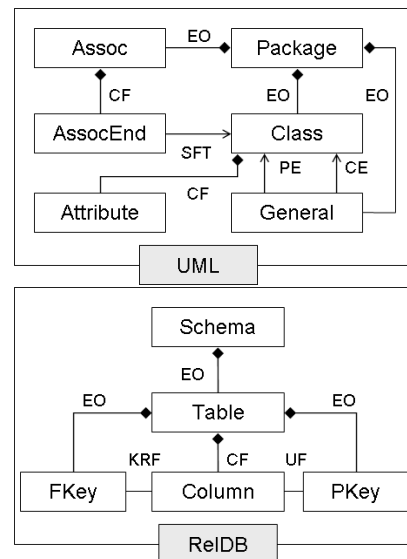 Assoc EO Package
CF EO EO
AssocEnd Class
SFT PE CE
CF
Attribute General
UML
Schema
EO
EO Table EO
KRF CF UF
FKey Column PKey
RelDB